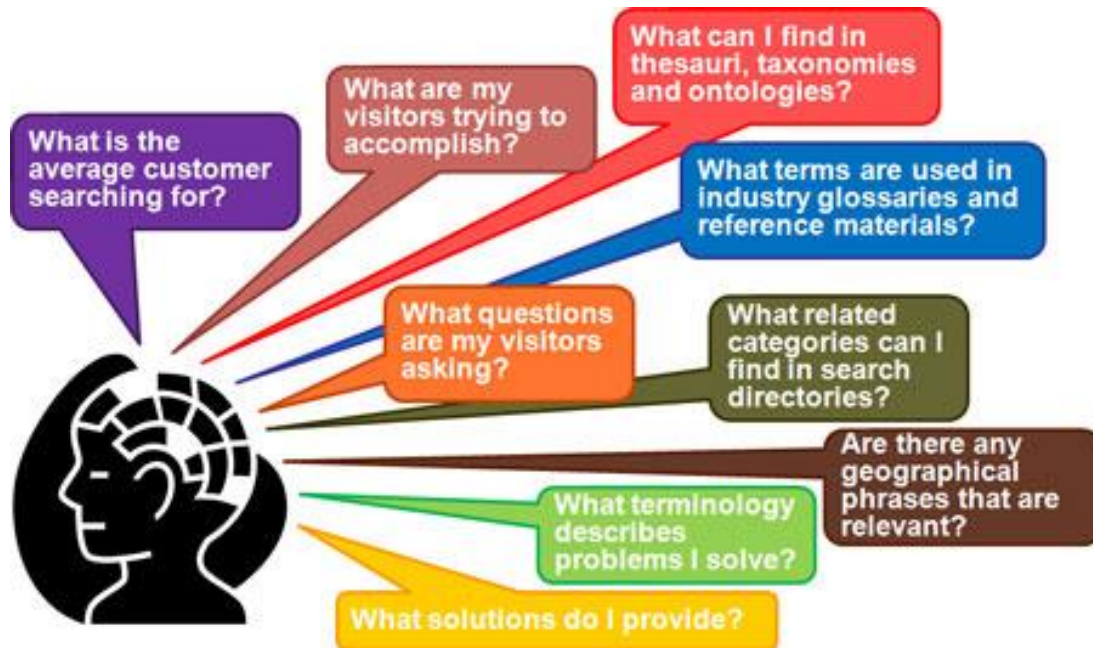 What is the
average customer
searching for?
What are my
visitors trying to
accomplish?
What can I find in
thesauri, taxonomies
and ontologies?
What terms are used in
industry glossaries and
reference materials?
What questions
are my visitors
asking?
What related
categories can I
find in search
directories?
Are there any
geographical
phrases that are
relevant?
What terminology
describes
problems I solve?
What solutions do I provide?